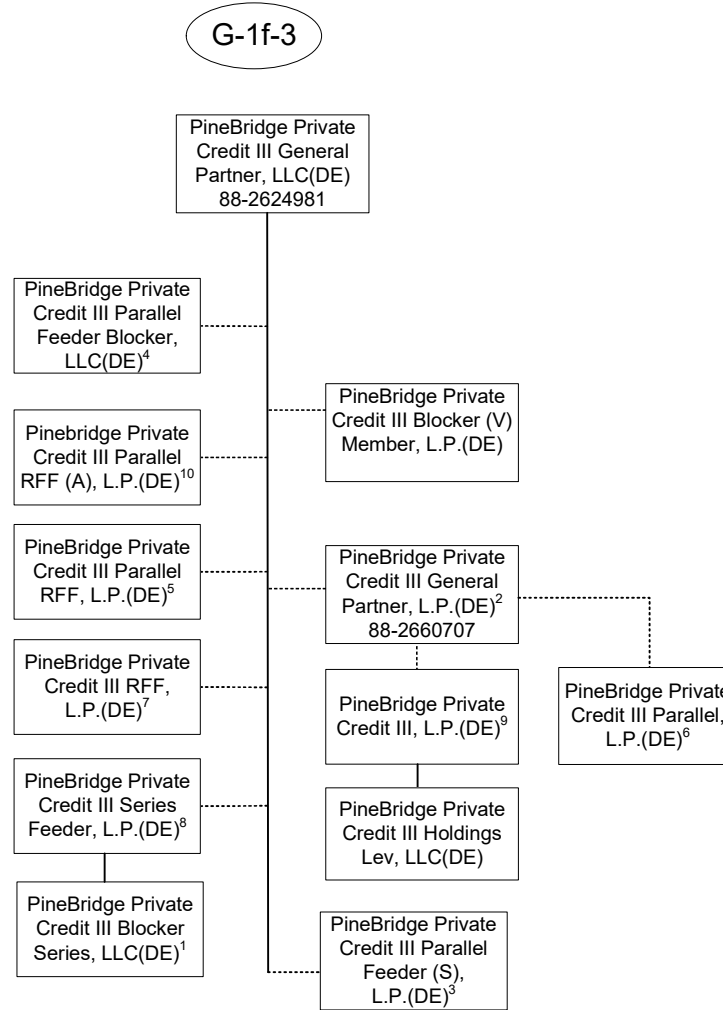 G-1f-3
PineBridge Private
Credit III General
Partner, LLC(DE)
88-2624981
PineBridge Private
Credit III Parallel
Feeder Blocker,
LLC(DE)4
PineBridge Private
Credit III Blocker (V)
Member, L.P.(DE)
Pinebridge Private
Credit III Parallel
RFF (A), L.P.(DE)10
PineBridge Private
Credit III Parallel
RFF, L.P.(DE)5
PineBridge Private
Credit III General
Partner, L.P.(DE)2
88-2660707
PineBridge Private
Credit III RFF,
L.P.(DE)7
PineBridge Private
Credit III, L.P.(DE)9
PineBridge Private
Credit III Parallel,
L.P.(DE)6
PineBridge Private
Credit III Series
Feeder, L.P.(DE)8
PineBridge Private
Credit III Holdings
Lev, LLC(DE)
PineBridge Private
Credit III Blocker
Series, LLC(DE)1
PineBridge Private
Credit III Parallel
Feeder (S),
L.P.(DE)3